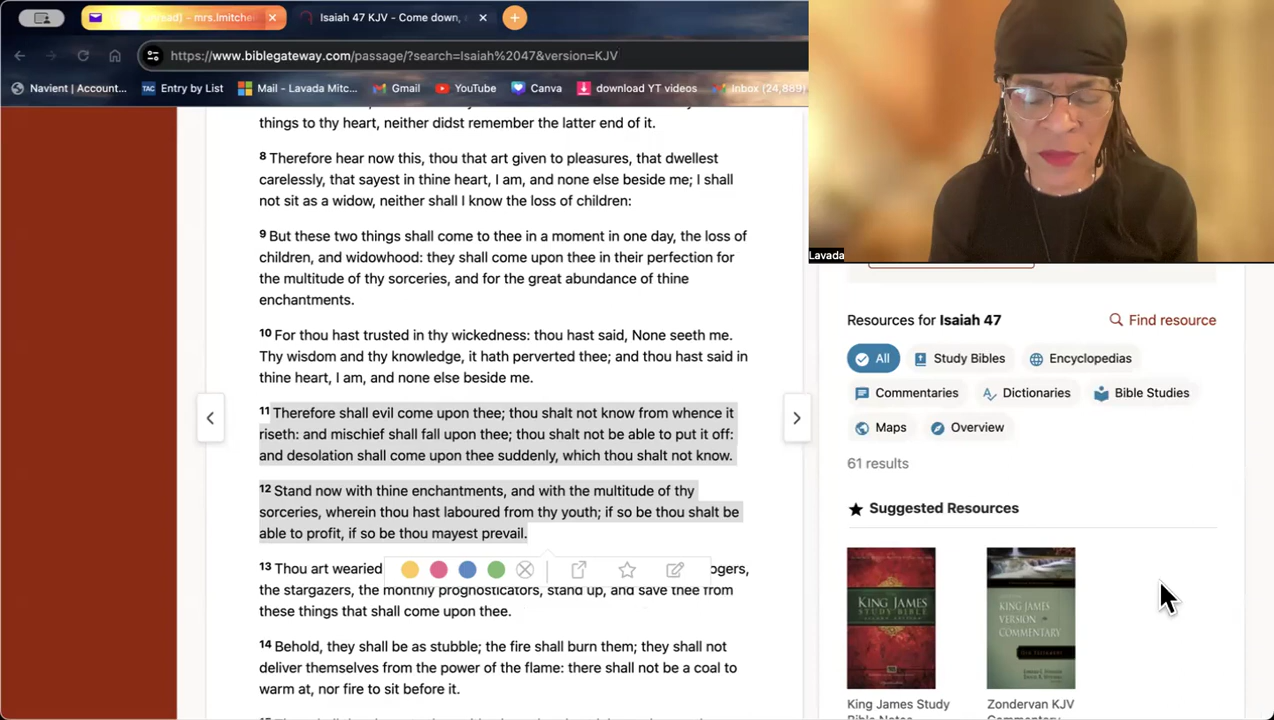 yread) - mrs.lmitche
Isaiah 47 KJV - Come down,
https://www.biblegateway.com/passage/?search=Isaiah%2047&version=KJV
Navient | Account...
TAC Entry by List
Mail - Lavada Mitc...
Gmail
YouTube
Canva
download YT videos
Inbox (24,889)
things to thy heart, neither didst remember the latter end of it.
8 Therefore hear now this, thou that art given to pleasures, that dwellest
carelessly, that sayest in thine heart, I am, and none else beside me; I shall
not sit as a widow, neither shall I know the loss of children:
9 But these two things shall come to thee in a moment in one day, the loss of
children, and widowhood: they shall come upon thee in their perfection for
the multitude of thy sorceries, and for the great abundance of thine
enchantments.
10 For thou hast trusted in thy wickedness: thou hast said, None seeth me.
Thy wisdom and thy knowledge, it hath perverted thee; and thou hast said in
thine heart, I am, and none else beside me.
11 Therefore shall evil come upon thee; thou shalt not know from whence it
riseth: and mischief shall fall upon thee; thou shalt not be able to put it off:
and desolation shall come upon thee suddenly, which thou shalt not know.
12 Stand now with thine enchantments, and with the multitude of thy
sorceries, wherein thou hast laboured from thy youth; if so be thou shalt be
able to profit, if so be thou mayest prevail.
13 Thou art wearied ogers,
the stargazers, the monthly prognosticators, stand up, and save thee from
these things that shall come upon thee.
14 Behold, they shall be as stubble; the fire shall burn them; they shall not
deliver themselves from the power of the flame: there shall not be a coal to
warm at, nor fire to sit before it.
Lavada
Resources for Isaiah 47
Find resource
All
Study Bibles
Encyclopedias
Commentaries
Dictionaries
Bible Studies
Maps
Overview
61 results
Suggested Resources
KING JAMES
STUDY BIBLE
KING JAMES
VERSION
COMMENTARY
King James Study
Bible Notes
Zondervan KJV
Commentary